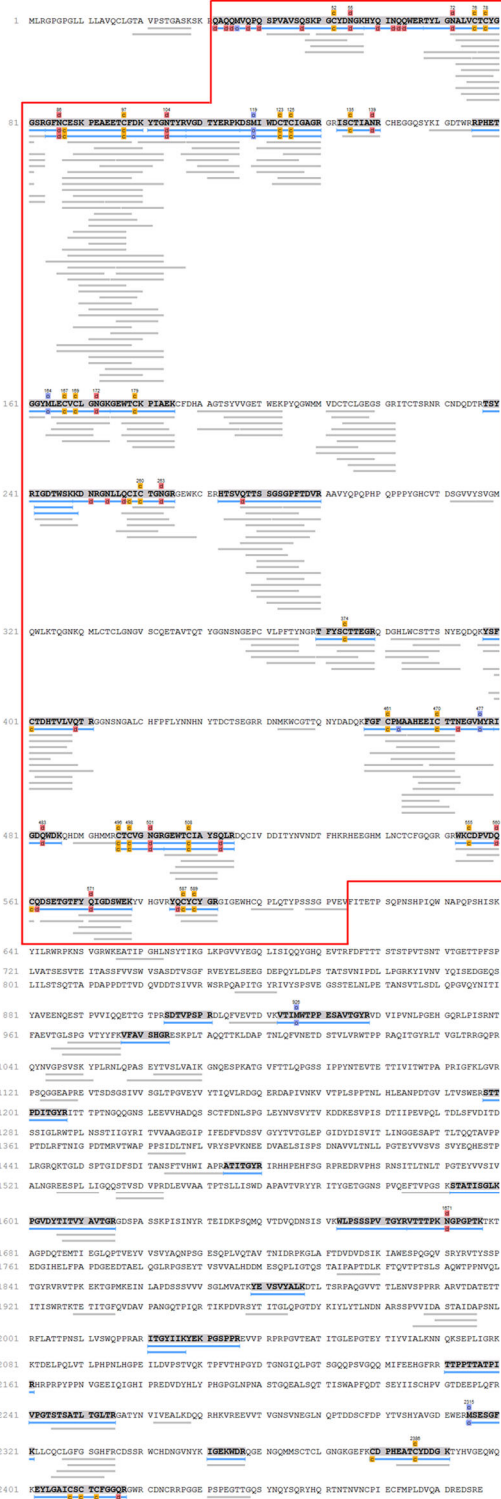 1 MLRGPGPGLL LLAVQCLGTA VPSTGASKSK RQAQQMVQPQ SPVAVSQSKP GCYDNGKHYQ INQQWERTYL GNALVCTCYG
81 GSRGFNCESK PEAEETCFDK YTGNTYRVGD TYERPKDSMI WDCTCIGAGR GRISCTIANR CHEGGQSYKI GDTWRRPHET
161 GGYMLECVCL GNGKGEWTCK PIAEKCFDHA AGTSYVVGET WEKPYQGWMM VDCTCLGEGS GRITCTSRNR CNDQDTRTSY
241 RIGDTWSKKD NRGNLLQCIC TGNGRGEWKC ERHTSVQTTS SGSGPFTDVR AAVYQPQPHP QPPPYGHCVT DSGVVYSVGM
321 QWLKTQGNKQ MLCTCLGNGV SCQETAVTQT YGGNSNGEPC VLPFTYNGRT FYSCTTEGRQ DGHLWCSTTS NYEQDQKYSF
401 CTDHTVLVQT RGGNSNGALC HFPFLYNNHN YTDCTSEGRR DNMKWCGTTQ NYDADQKFGF CPMAAHEEIC TTNEGVMYRI
481 GDQWDKQHDM GHMMRCTCVG NGRGEWTCIA YSQLRDQCIV DDITYNVNDT FHKRHEEGHM LNCTCFGQGR GRWKCDPVDQ
561 CQDSETGTFY QIGDSWEKYV HGVRYQCYCY GRGIGEWHCQ PLQTYPSSSG PVEVFITETP SQPNSHPIQW NAPQPSHISK
641 YILRWRPKNS VGRWKEATIP GHLNSYTIKG LKPGVVYEGQ LISIQQYGHQ EVTRFDFTTT STSTPVTSNT VTGETTPFSP
721 LVATSESVTE ITASSFVVSW VSASDTVSGF RVEYELSEEG DEPQYLDLPS TATSVNIPDL LPGRKYIVNV YQISEDGEQS
801 LILSTSQTTA PDAPPDTTVD QVDDTSIVVR WSRPQAPITG YRIVYSPSVE GSSTELNLPE TANSVTLSDL QPGVQYNITI
881 YAVEENQEST PVVIQQETTG TPRSDTVPSP RDLQFVEVTD VKVTIMWTPP ESAVTGYRVD VIPVNLPGEH GQRLPISRNT
961 FAEVTGLSPG VTYYFKVFAV SHGRESKPLT AQQTTKLDAP TNLQFVNETD STVLVRWTPP RAQITGYRLT VGLTRRGQPR
1041 QYNVGPSVSK YPLRNLQPAS EYTVSLVAIK GNQESPKATG VFTTLQPGSS IPPYNTEVTE TTIVITWTPA PRIGFKLGVR
1121 PSQGGEAPRE VTSDSGSIVV SGLTPGVEYV YTIQVLRDGQ ERDAPIVNKV VTPLSPPTNL HLEANPDTGV LTVSWERSTT
1201 PDITGYRITT TPTNGQQGNS LEEVVHADQS SCTFDNLSPG LEYNVSVYTV KDDKESVPIS DTIIPEVPQL TDLSFVDITD
1281 SSIGLRWTPL NSSTIIGYRI TVVAAGEGIP IFEDFVDSSV GYYTVTGLEP GIDYDISVIT LINGGESAPT TLTQQTAVPP
1361 PTDLRFTNIG PDTMRVTWAP PPSIDLTNFL VRYSPVKNEE DVAELSISPS DNAVVLTNLL PGTEYVVSVS SVYEQHESTP
1441 LRGRQKTGLD SPTGIDFSDI TANSFTVHWI APRATITGYR IRHHPEHFSG RPREDRVPHS RNSITLTNLT PGTEYVVSIV
1521 ALNGREESPL LIGQQSTVSD VPRDLEVVAA TPTSLLISWD APAVTVRYYR ITYGETGGNS PVQEFTVPGS KSTATISGLK
1601 PGVDYTITVY AVTGRGDSPA SSKPISINYR TEIDKPSQMQ VTDVQDNSIS VKWLPSSSPV TGYRVTTTPK NGPGPTKTKT
1681 AGPDQTEMTI EGLQPTVEYV VSVYAQNPSG ESQPLVQTAV TNIDRPKGLA FTDVDVDSIK IAWESPQGQV SRYRVTYSSP
1761 EDGIHELFPA PDGEEDTAEL QGLRPGSEYT VSVVALHDDM ESQPLIGTQS TAIPAPTDLK FTQVTPTSLS AQWTPPNVQL
1841 TGYRVRVTPK EKTGPMKEIN LAPDSSSVVV SGLMVATKYE VSVYALKDTL TSRPAQGVVT TLENVSPPRR ARVTDATETT
1921 ITISWRTKTE TITGFQVDAV PANGQTPIQR TIKPDVRSYT ITGLQPGTDY KIYLYTLNDN ARSSPVVIDA STAIDAPSNL
2001 RFLATTPNSL LVSWQPPRAR ITGYIIKYEK PGSPPREVVP RPRPGVTEAT ITGLEPGTEY TIYVIALKNN QKSEPLIGRK
2081 KTDELPQLVT LPHPNLHGPE ILDVPSTVQK TPFVTHPGYD TGNGIQLPGT SGQQPSVGQQ MIFEEHGFRR TTPPTTATPI
2161 RHRPRPYPPN VGEEIQIGHI PREDVDYHLY PHGPGLNPNA STGQEALSQT TISWAPFQDT SEYIISCHPV GTDEEPLQFR
2241 VPGTSTSATL TGLTRGATYN VIVEALKDQQ RHKVREEVVT VGNSVNEGLN QPTDDSCFDP YTVSHYAVGD EWERMSESGF
2321 KLLCQCLGFG SGHFRCDSSR WCHDNGVNYK IGEKWDRQGE NGQMMSCTCL GNGKGEFKCD PHEATCYDDG KTYHVGEQWQ
2401 KEYLGAICSC TCFGGQRGWR CDNCRRPGGE PSPEGTTGQS YNQYSQRYHQ RTNTNVNCPI ECFMPLDVQA DREDSRE